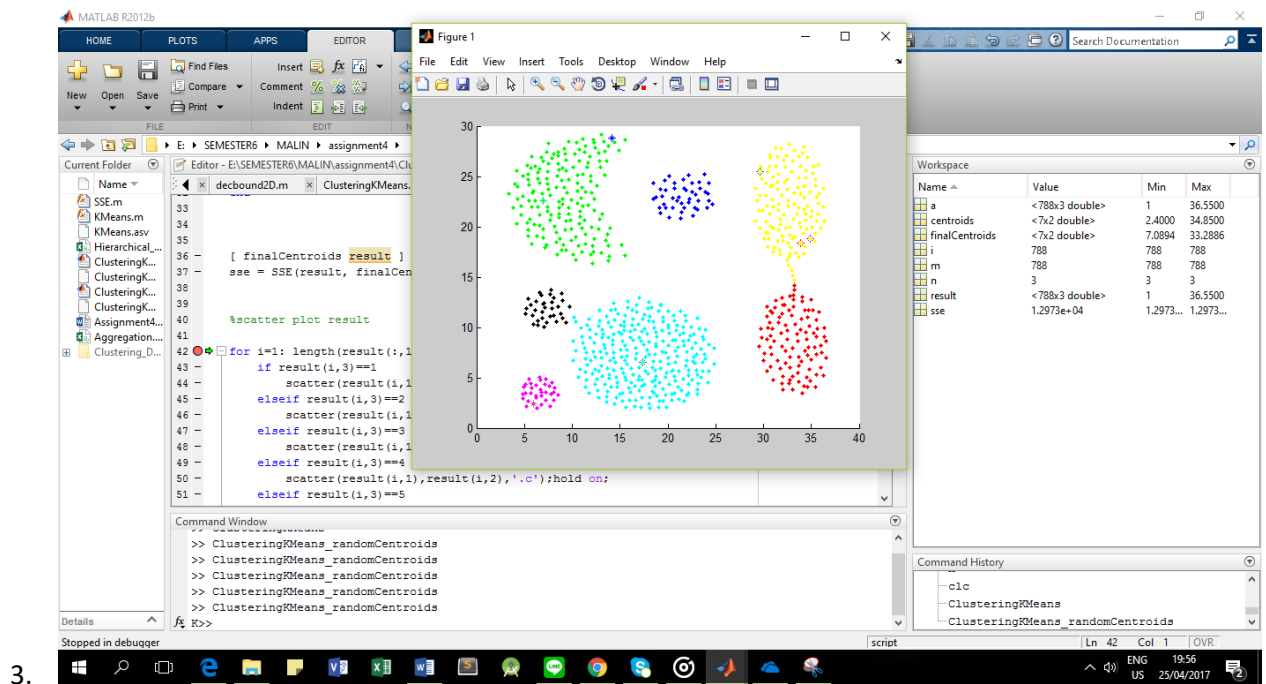 MATLAB R2012b
HOME PLOTS APPS EDITOR
New Open Save
Find Files
Compare
Print
Insert fx
Comment %
Indent
FILE
EDIT
Search Documentation
E: SEMESTER6 MALIN assignment4
Current Folder
Name
SSE.m
KMeans.m
KMeans.asv
Hierarchical_...
ClusteringK...
ClusteringK...
ClusteringK...
ClusteringK...
Assignment4...
Aggregation....
Clustering_D...
Details
Editor - E:\SEMESTER6\MALIN\assignment4\Clu
decbound2D.m × ClusteringKMeans.
33
34
35
36 - [ finalCentroids result ]
37 - sse = SSE(result, finalCen
38
39
40 %scatter plot result
41
42 for i=1: length(result(:,1
43 - if result(i,3)==1
44 - scatter(result(i,1
45 - elseif result(i,3)==2
46 - scatter(result(i,1
47 - elseif result(i,3)==3
48 - scatter(result(i,1
49 - elseif result(i,3)==4
50 - scatter(result(i,1),result(i,2),'.c');hold on;
51 - elseif result(i,3)==5
Figure 1
File Edit View Insert Tools Desktop Window Help
30
25
20
15
10
5
0
0 5 10 15 20 25 30 35 40
Command Window
>> ClusteringKMeans_randomCentroids
>> ClusteringKMeans_randomCentroids
>> ClusteringKMeans_randomCentroids
>> ClusteringKMeans_randomCentroids
>> ClusteringKMeans_randomCentroids
fx K>>
Workspace
Name Value Min Max
a <788x3 double> 1 36.5500
centroids <7x2 double> 2.4000 34.8500
finalCentroids <7x2 double> 7.0894 33.2886
i 788 788 788
m 788 788 788
n 3 3 3
result <788x3 double> 1 36.5500
sse 1.2973e+04 1.2973... 1.2973...
Command History
clc
ClusteringKMeans
ClusteringKMeans_randomCentroids
Stopped in debugger
script
Ln 42 Col 1 OVR
ENG 19:56
US 25/04/2017
3.